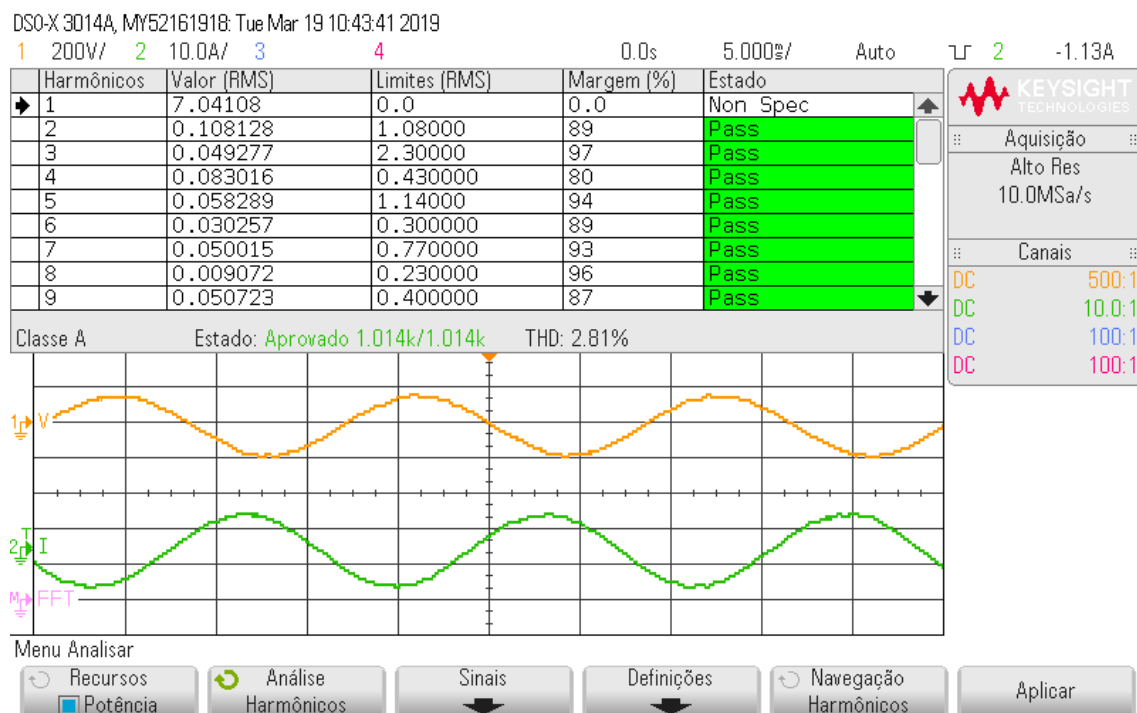 DSO-X 3014A, MY52161918: Tue Mar 19 10:43:41 2019
1 200V/ 2 10.0A/ 3 4 0.0s 5.000ms/ Auto 2 -1.13A
Harmônicos Valor (RMS) Limites (RMS) Margem (%) Estado
1 7.04108 0.0 0.0 Non Spec
2 0.108128 1.08000 89 Pass
3 0.049277 2.30000 97 Pass
4 0.083016 0.430000 80 Pass
5 0.058289 1.14000 94 Pass
6 0.030257 0.300000 89 Pass
7 0.050015 0.770000 93 Pass
8 0.009072 0.230000 96 Pass
9 0.050723 0.400000 87 Pass
Classe A Estado: Aprovado 1.014k/1.014k THD: 2.81%
KEYSIGHT
TECHNOLOGIES
Aquisição
Alto Res
10.0MSa/s
Canais
DC 500:1
DC 10.0:1
DC 100:1
DC 100:1
1 V
T
2 I
M FFT
Menu Analisar
Recursos
Potência
Análise
Harmônicos
Sinais
Definições
Navegação
Harmônicos
Aplicar